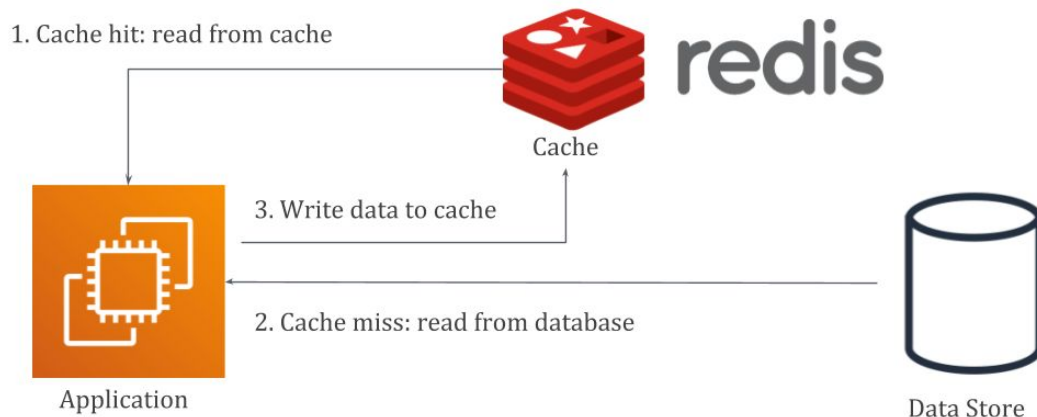 1. Cache hit: read from cache
redis
Cache
3. Write data to cache
2. Cache miss: read from database
Application
Data Store